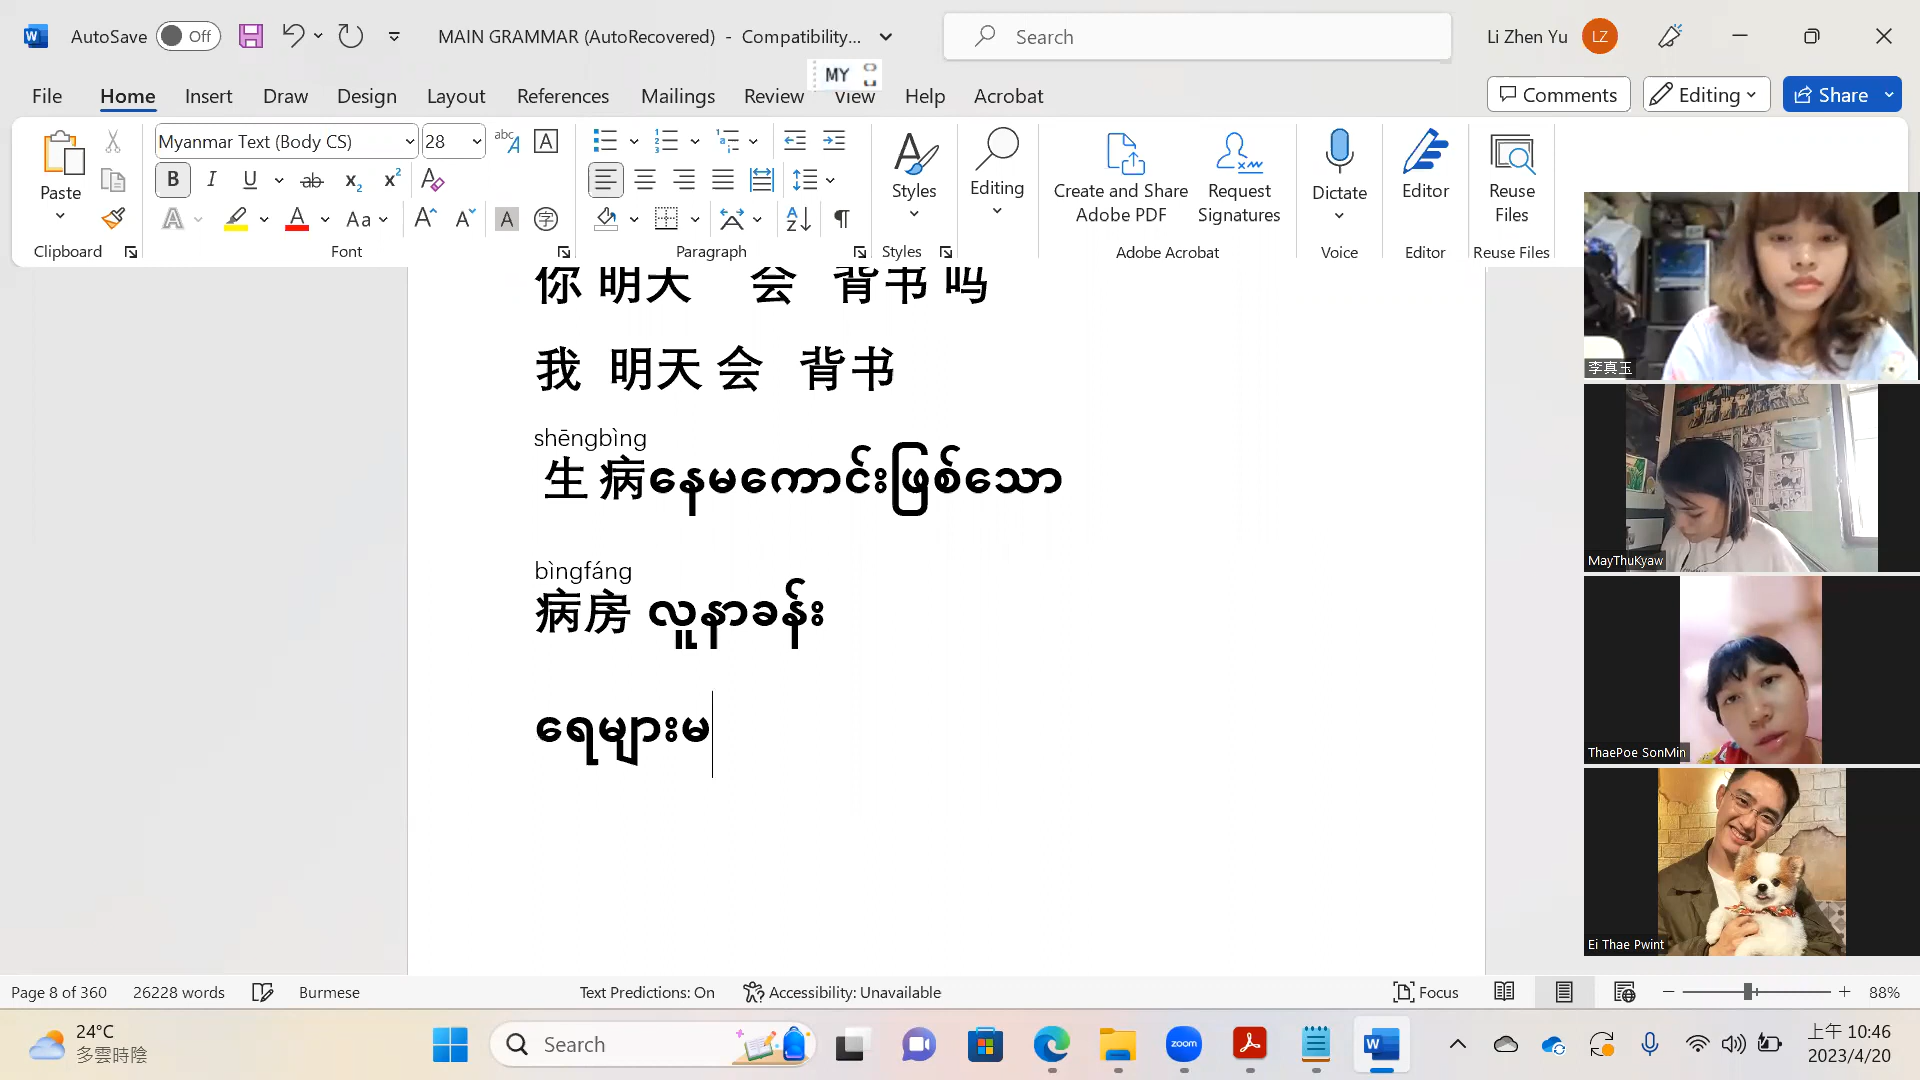 AutoSave Off MAIN GRAMMAR (AutoRecovered) - Compatibility... Search Li Zhen Yu LZ
MY
File Home Insert Draw Design Layout References Mailings Review View Help Acrobat Comments Editing Share
Myanmar Text (Body CS) 28
Paste Styles Editing Create and Share Adobe PDF Request Signatures Dictate Editor Reuse Files
Clipboard Font Paragraph Styles Adobe Acrobat Voice Editor Reuse Files
你 明天 会 背书 吗
我 明天 会 背书
shēngbìng
生 病နေမကောင်းဖြစ်သော
bìngfáng
病房 လူနာခန်း
ရေများမ
李真玉
MayThuKyaw
ThaePoe SonMin
Ei Thae Pwint
Page 8 of 360 26228 words Burmese Text Predictions: On Accessibility: Unavailable Focus 88%
24°C
多雲時陰
Search
zoom
上午 10:46
2023/4/20